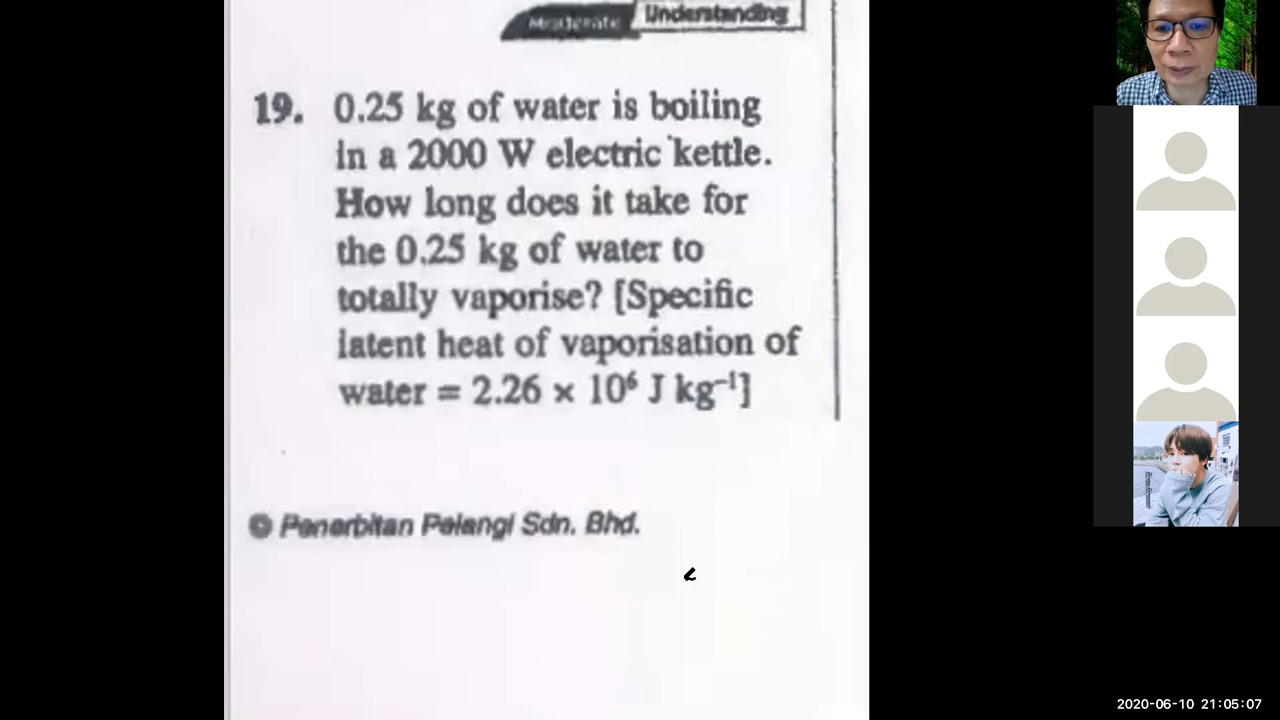 Moderate Understanding
19. 0.25 kg of water is boiling
in a 2000 W electric kettle.
How long does it take for
the 0.25 kg of water to
totally vaporise? [Specific
latent heat of vaporisation of
water = 2.26 × 10⁶ J kg⁻¹]
© Penerbitan Pelangi Sdn. Bhd.
2020-06-10 21:05:07